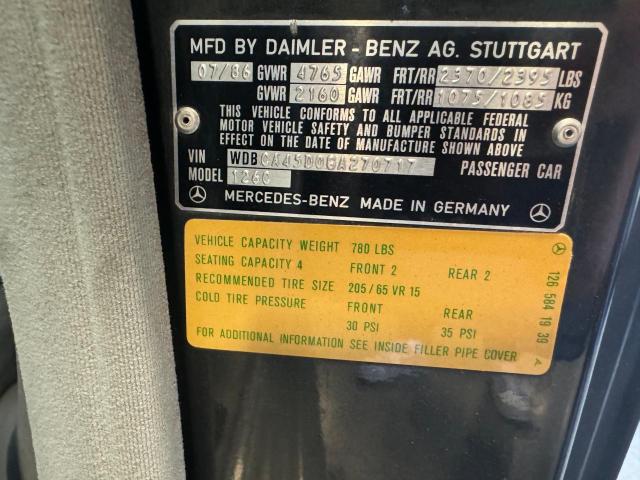 MFD BY DAIMLER - BENZ AG. STUTTGART
07/86 GVWR 4765 GAWR FRT/RR 2370/2395 LBS
GVWR 2160 GAWR FRT/RR 1075/1085 KG
THIS VEHICLE CONFORMS TO ALL APPLICABLE FEDERAL
MOTOR VEHICLE SAFETY AND BUMPER STANDARDS IN
EFFECT ON THE DATE OF MANUFACTURE SHOWN ABOVE
VIN WDBCA45D0GA270717 PASSENGER CAR
MODEL 126C
MERCEDES-BENZ MADE IN GERMANY
VEHICLE CAPACITY WEIGHT 780 LBS
SEATING CAPACITY 4 FRONT 2 REAR 2
RECOMMENDED TIRE SIZE 205/65 VR 15
COLD TIRE PRESSURE FRONT REAR
30 PSI 35 PSI
FOR ADDITIONAL INFORMATION SEE INSIDE FILLER PIPE COVER
126 584 19 39 A